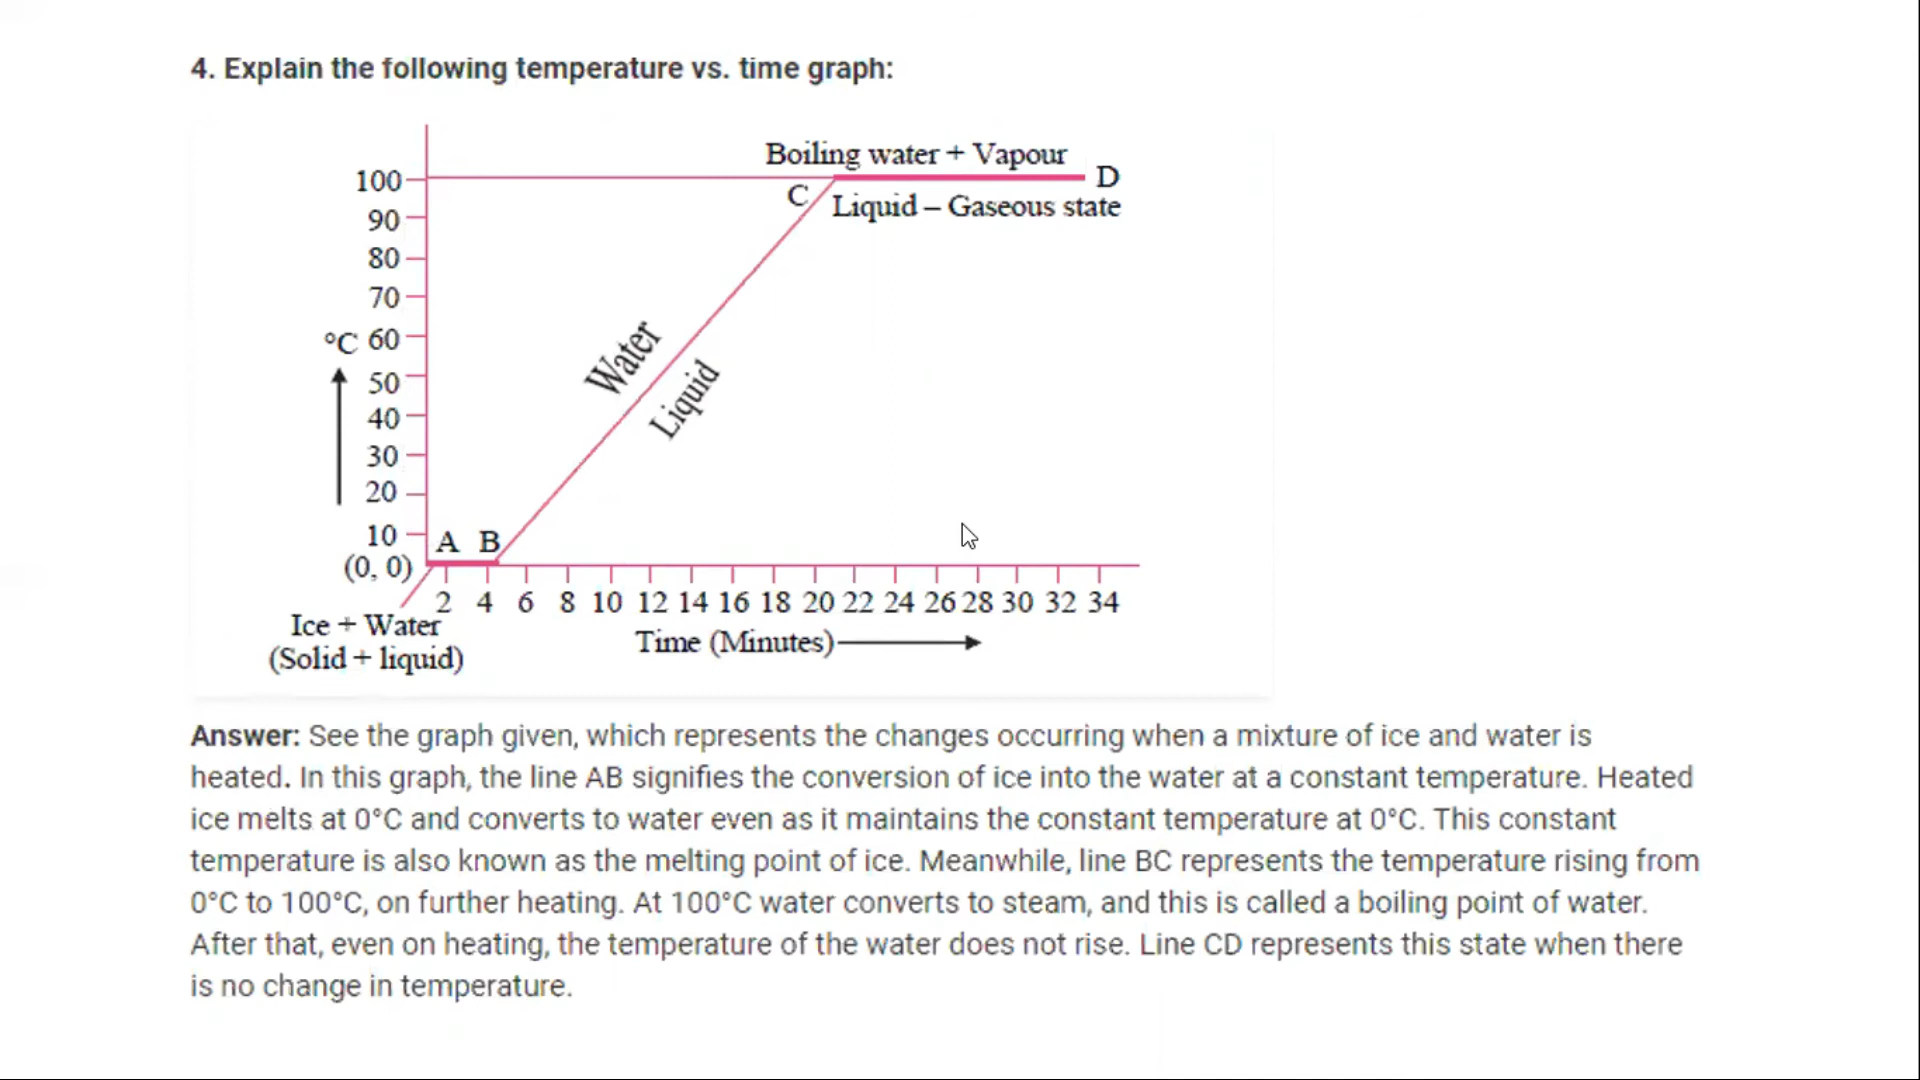 4. Explain the following temperature vs. time graph:
Boiling water + Vapour
100
C
D
Liquid – Gaseous state
90
80
70
°C 60
50
40
30
20
10
Water
Liquid
A B
(0, 0)
2 4 6 8 10 12 14 16 18 20 22 24 26 28 30 32 34
Ice + Water
(Solid + liquid)
Time (Minutes)
Answer: See the graph given, which represents the changes occurring when a mixture of ice and water is
heated. In this graph, the line AB signifies the conversion of ice into the water at a constant temperature. Heated
ice melts at 0°C and converts to water even as it maintains the constant temperature at 0°C. This constant
temperature is also known as the melting point of ice. Meanwhile, line BC represents the temperature rising from
0°C to 100°C, on further heating. At 100°C water converts to steam, and this is called a boiling point of water.
After that, even on heating, the temperature of the water does not rise. Line CD represents this state when there
is no change in temperature.